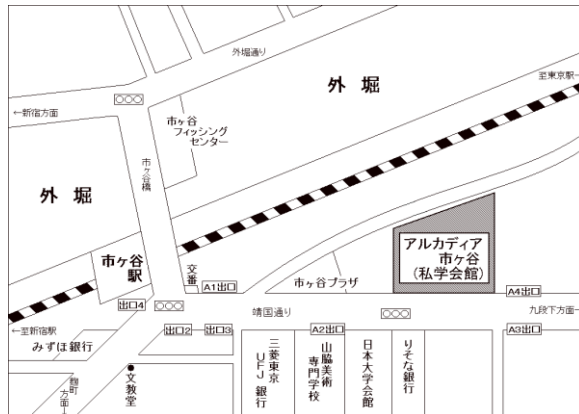 外堀通り
至東京駅→
外 堀
←新宿方面
市ヶ谷
フィッシング
センター
市ヶ谷橋
外 堀
アルカディア
市ヶ谷
(私学会館)
市ヶ谷
駅
交番
A1出口
市ヶ谷プラザ
A4出口
出口4
靖国通り
九段下方面→
←至新宿駅
出口2
出口3
A2出口
A3出口
みずほ銀行
麹町
方面→
文教堂
三菱東京
UFJ銀行
山脇美術
専門学校
日本大学会館
りそな銀行